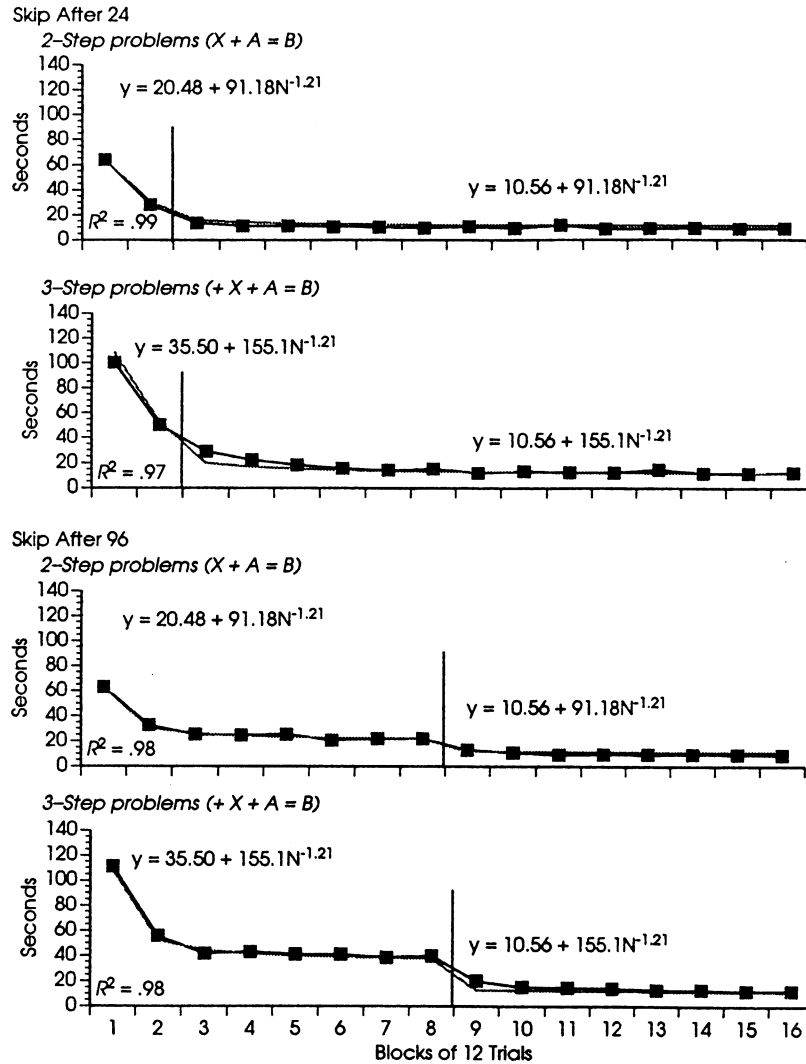 Skip After 24
2–Step problems (X + A = B)
140
120
100
80
60
40
20
0
Seconds
y = 20.48 + 91.18N^-1.21
y = 10.56 + 91.18N^-1.21
R² = .99
3–Step problems (+ X + A = B)
140
120
100
80
60
40
20
0
Seconds
y = 35.50 + 155.1N^-1.21
y = 10.56 + 155.1N^-1.21
R² = .97
Skip After 96
2–Step problems (X + A = B)
140
120
100
80
60
40
20
0
Seconds
y = 20.48 + 91.18N^-1.21
y = 10.56 + 91.18N^-1.21
R² = .98
3–Step problems (+ X + A = B)
140
120
100
80
60
40
20
0
Seconds
y = 35.50 + 155.1N^-1.21
y = 10.56 + 155.1N^-1.21
R² = .98
1 2 3 4 5 6 7 8 9 10 11 12 13 14 15 16
Blocks of 12 Trials